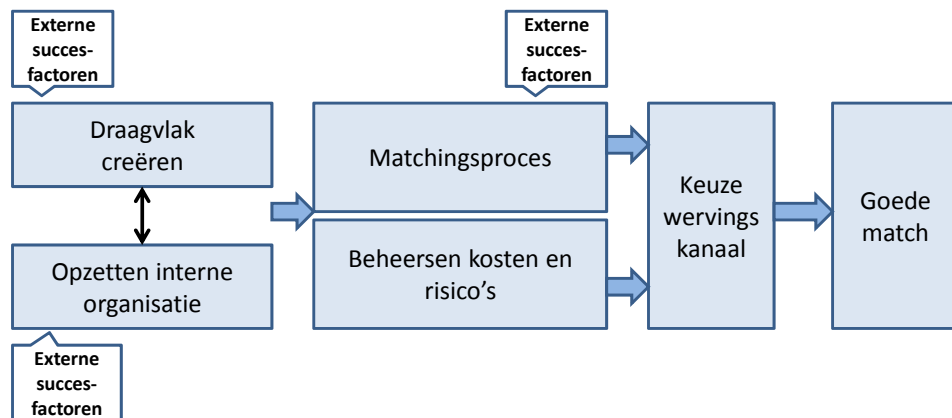 Externe
succes-
factoren
Externe
succes-
factoren
Draagvlak
creëren
Matchingsproces
Keuze
wervings
kanaal
Goede
match
Opzetten interne
organisatie
Beheersen kosten en
risico's
Externe
succes-
factoren